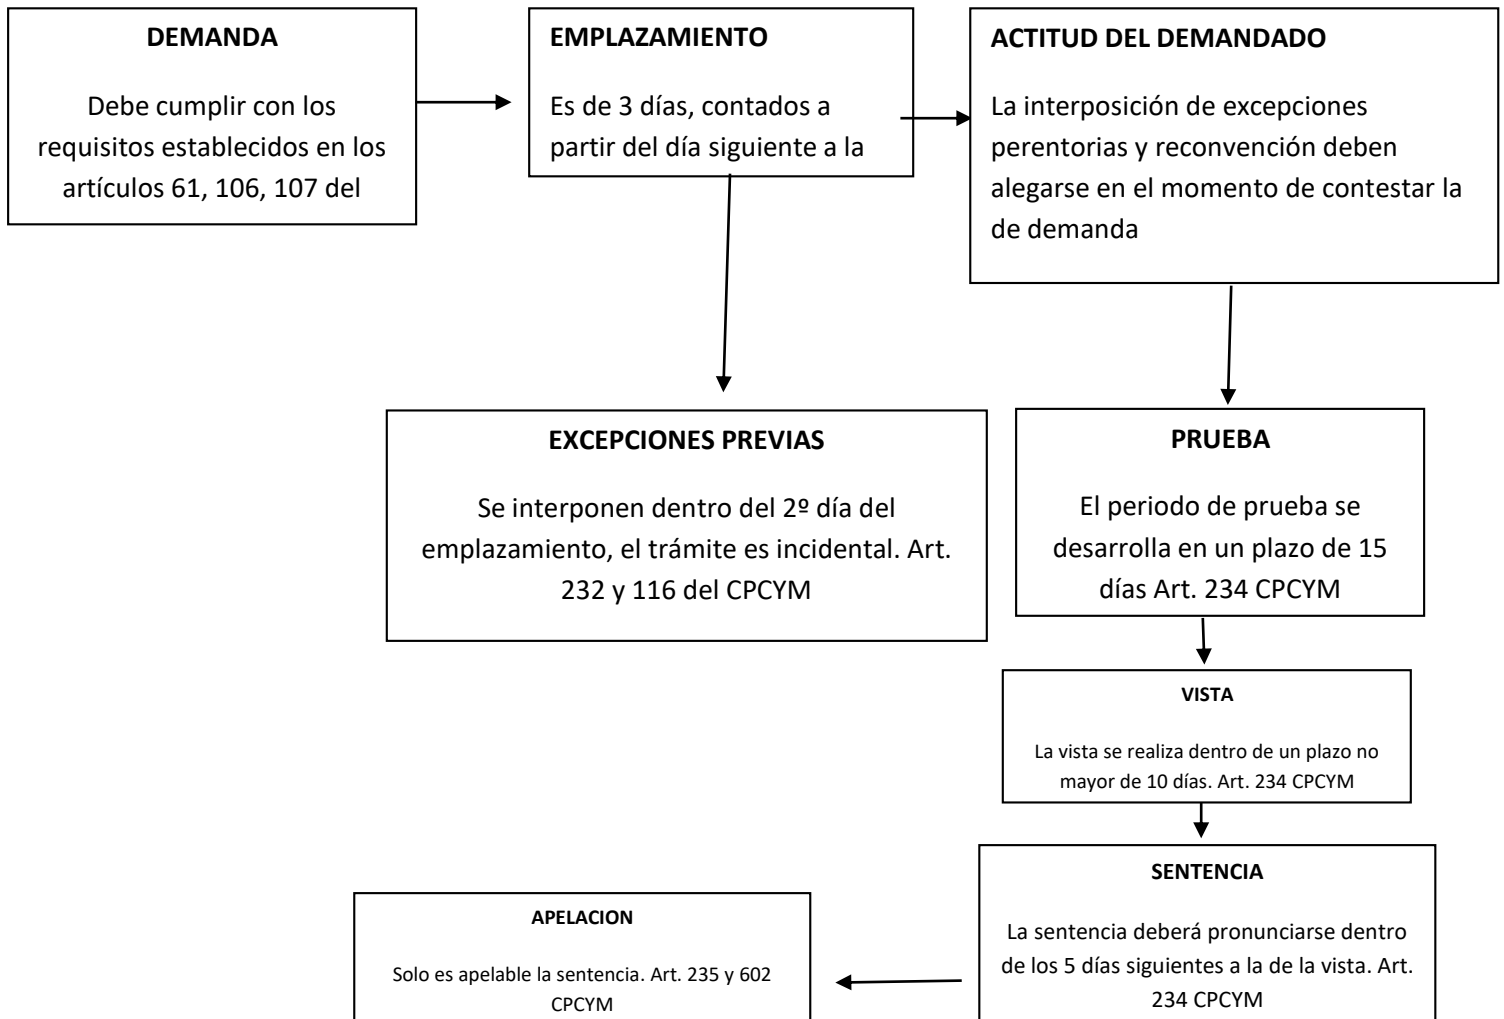 DEMANDA
Debe cumplir con los
requisitos establecidos en los
artículos 61, 106, 107 del
EMPLAZAMIENTO
Es de 3 días, contados a
partir del día siguiente a la
ACTITUD DEL DEMANDADO
La interposición de excepciones
perentorias y reconvención deben
alegarse en el momento de contestar la
de demanda
EXCEPCIONES PREVIAS
Se interponen dentro del 2º día del
emplazamiento, el trámite es incidental. Art.
232 y 116 del CPCYM
PRUEBA
El periodo de prueba se
desarrolla en un plazo de 15
días Art. 234 CPCYM
VISTA
La vista se realiza dentro de un plazo no
mayor de 10 días. Art. 234 CPCYM
SENTENCIA
La sentencia deberá pronunciarse dentro
de los 5 días siguientes a la de la vista. Art.
234 CPCYM
APELACION
Solo es apelable la sentencia. Art. 235 y 602
CPCYM